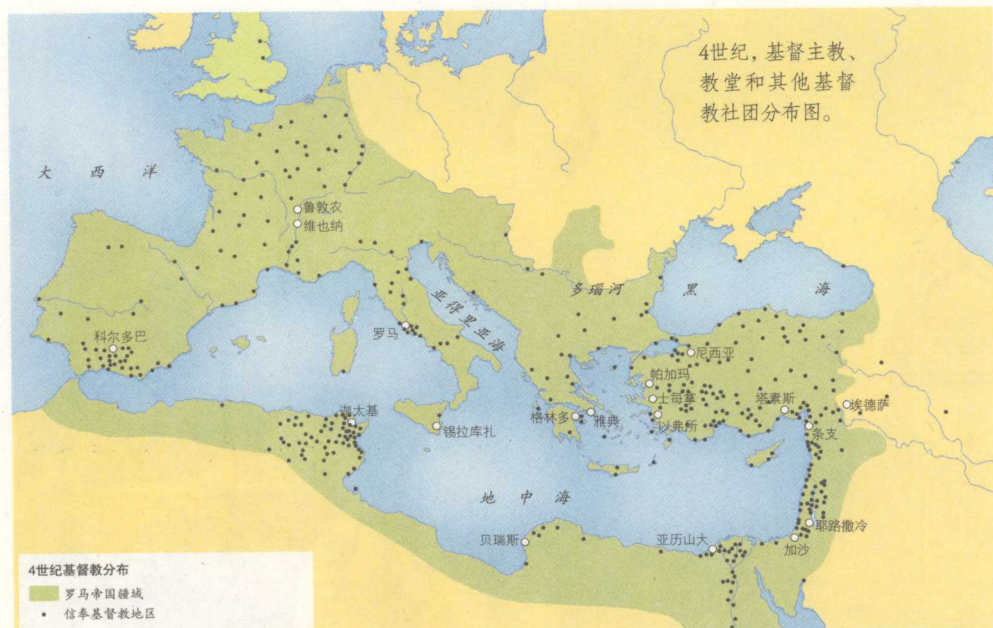 4世纪，基督主教、
教堂和其他基督
教社团分布图。
大西洋
鲁敦农
维也纳
多瑙河
黑海
亚得里亚海
罗马
科尔多巴
尼西亚
帕加玛
士每拿
塔素斯
埃德萨
迦太基
格林多
雅典
以弗所
条支
锡拉库扎
地中海
贝瑞斯
亚历山大
耶路撒冷
加沙
4世纪基督教分布
罗马帝国疆域
信奉基督教地区